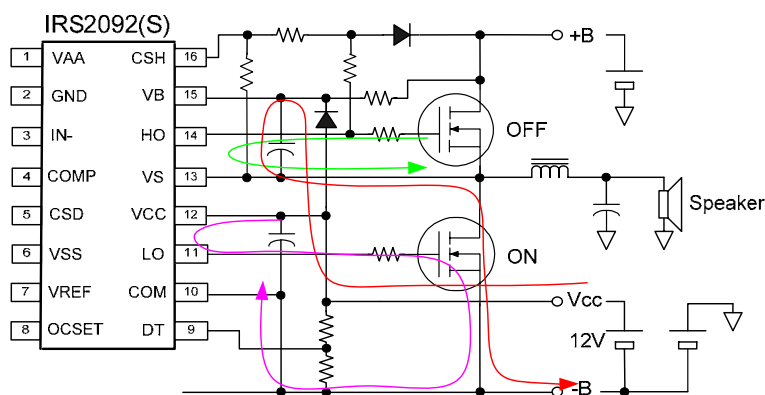 IRS2092(S)
1 VAA CSH 16
2 GND VB 15
3 IN- HO 14
4 COMP VS 13
5 CSD VCC 12
6 VSS LO 11
7 VREF COM 10
8 OCSET DT 9
+B
OFF
Speaker
ON
Vcc
12V
-B